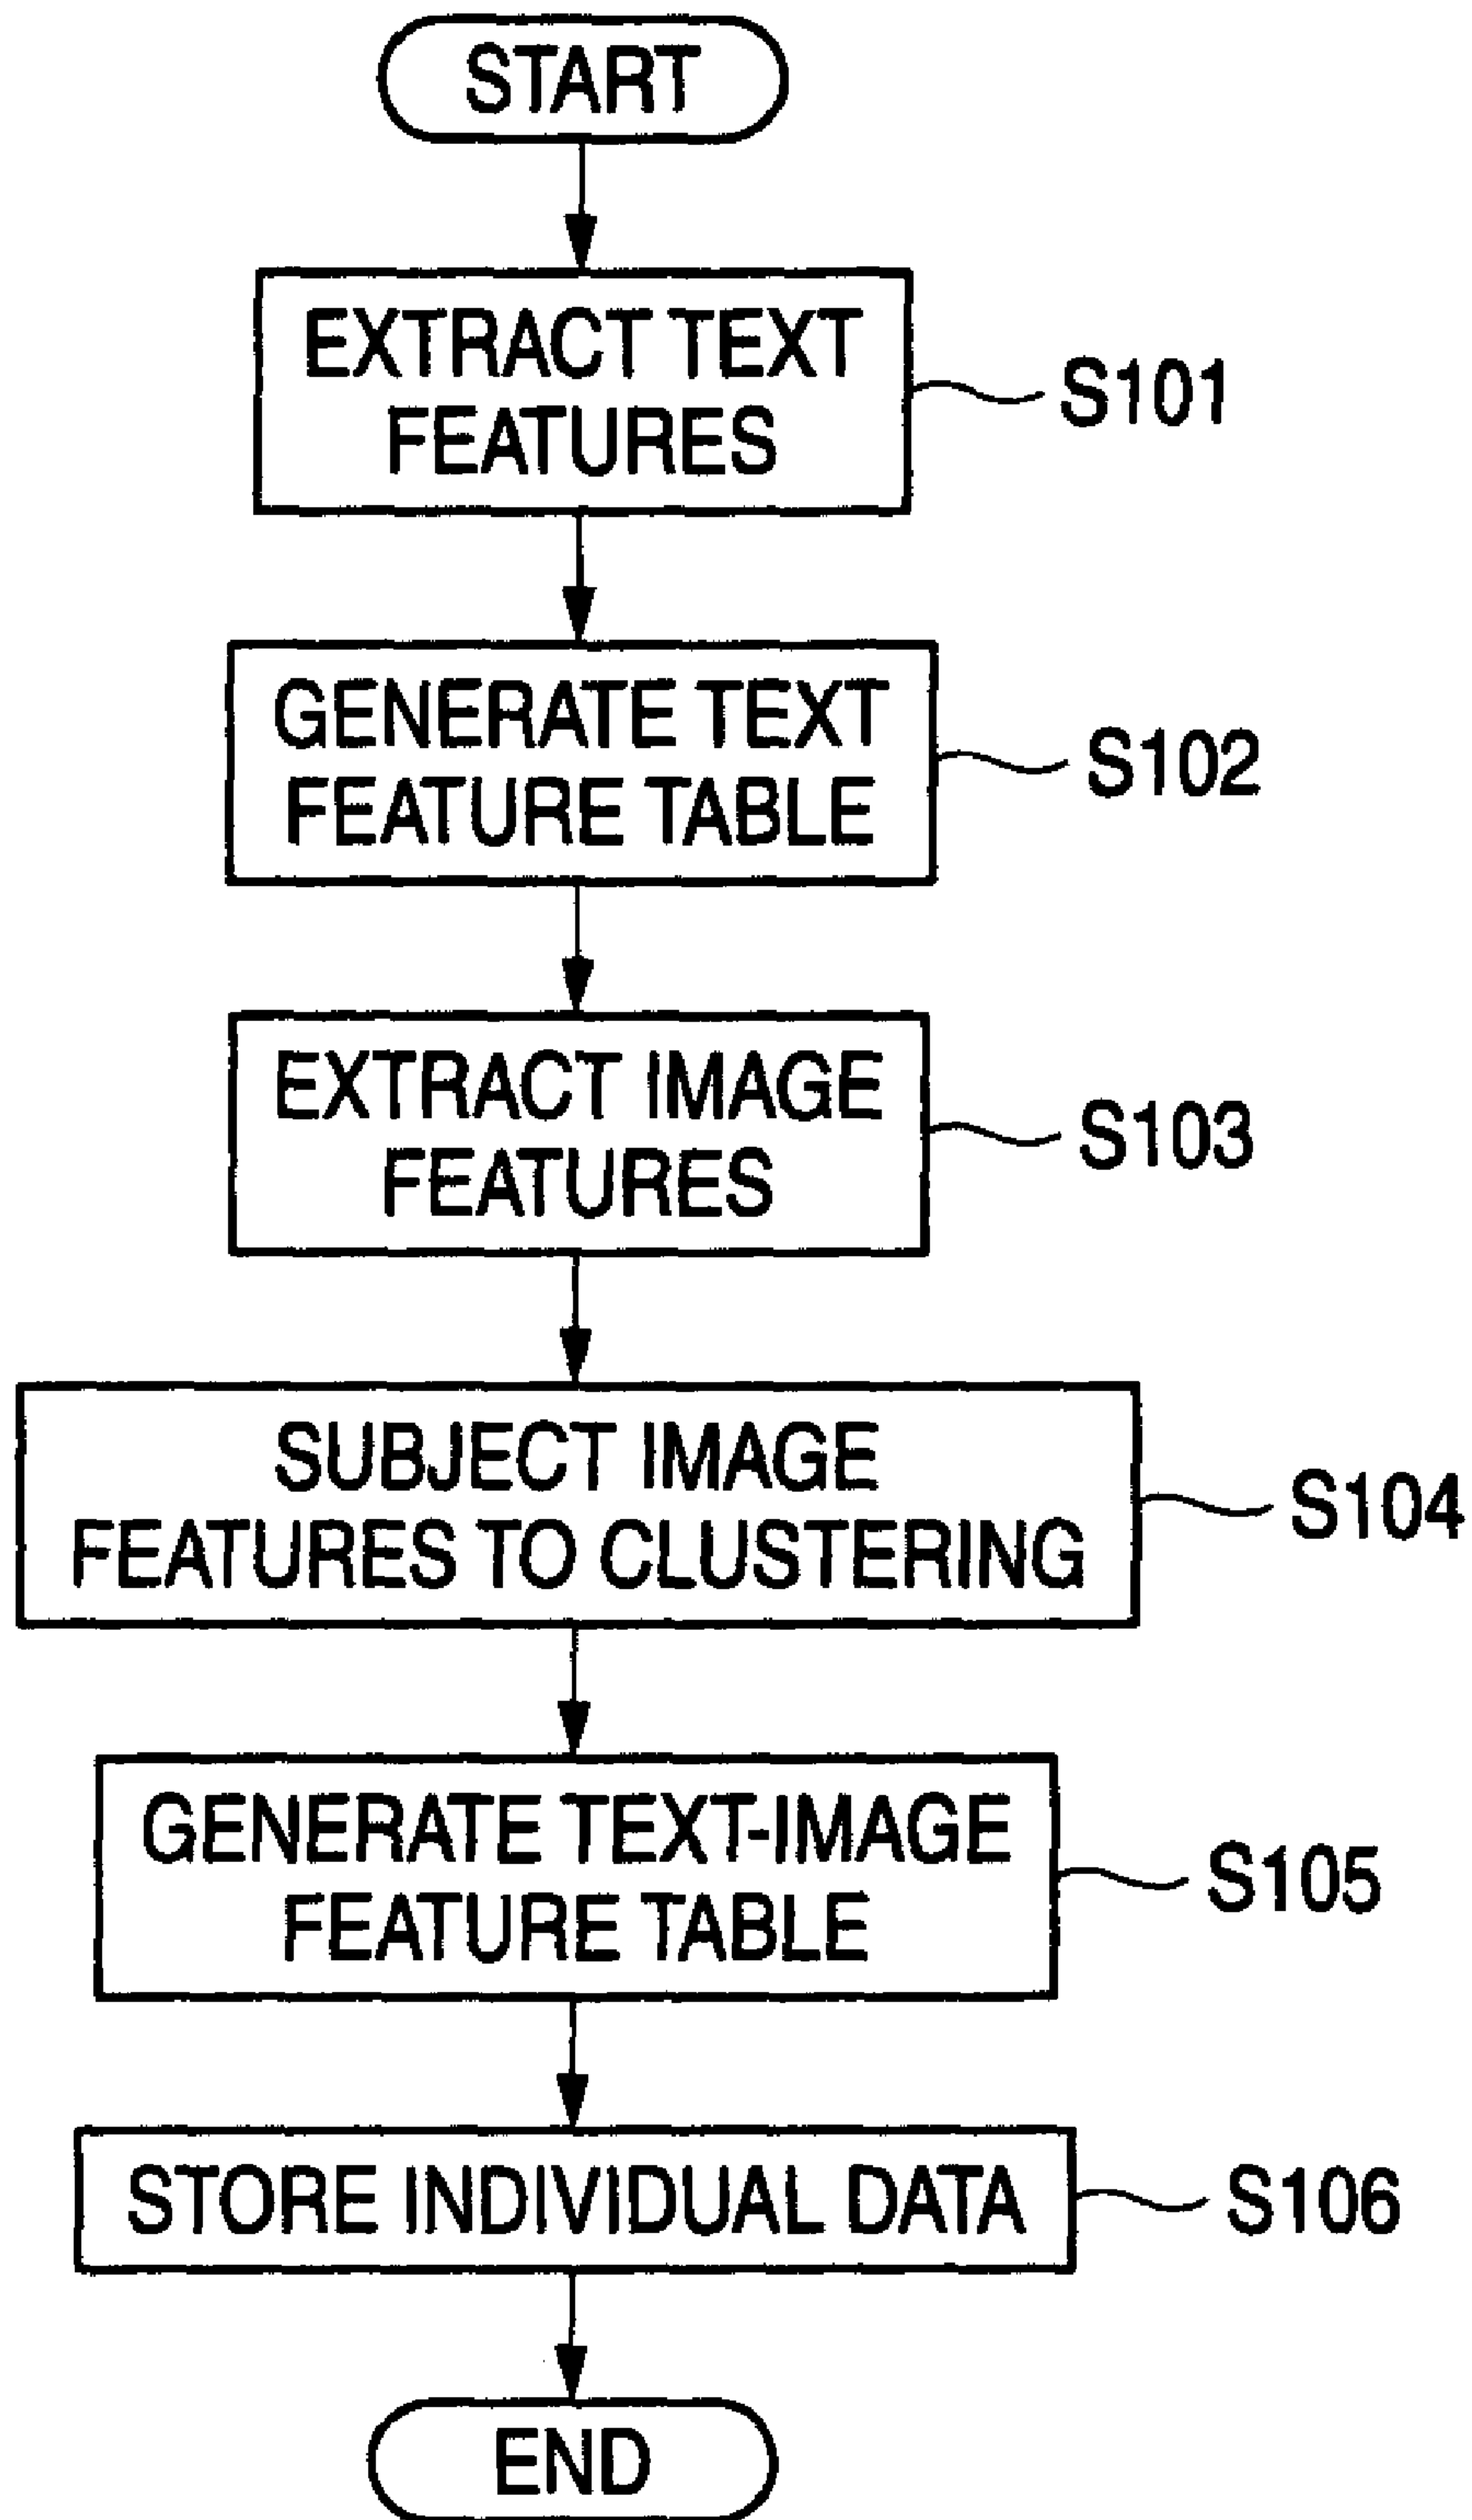 START
EXTRACT TEXT
FEATURES
S101
GENERATE TEXT
FEATURE TABLE
S102
EXTRACT IMAGE
FEATURES
S103
SUBJECT IMAGE
FEATURES TO CLUSTERING
S104
GENERATE TEXT-IMAGE
FEATURE TABLE
S105
STORE INDIVIDUAL DATA
S106
END